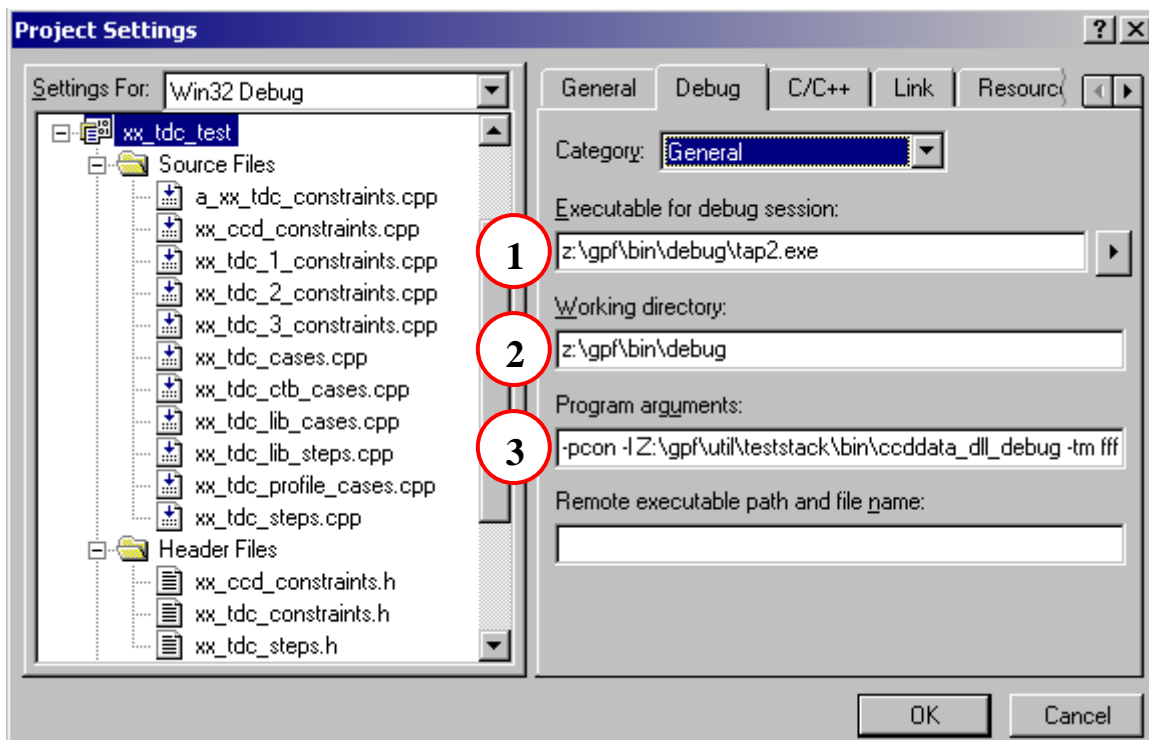 Project Settings
Settings For: Win32 Debug
xx_tdc_test
Source Files
a_xx_tdc_constraints.cpp
xx_ccd_constraints.cpp
xx_tdc_1_constraints.cpp
xx_tdc_2_constraints.cpp
xx_tdc_3_constraints.cpp
xx_tdc_cases.cpp
xx_tdc_ctb_cases.cpp
xx_tdc_lib_cases.cpp
xx_tdc_lib_steps.cpp
xx_tdc_profile_cases.cpp
xx_tdc_steps.cpp
Header Files
xx_ccd_constraints.h
xx_tdc_constraints.h
xx_tdc_steps.h
General Debug C/C++ Link Resourc
Category: General
Executable for debug session:
1 z:\gpf\bin\debug\tap2.exe
Working directory:
2 z:\gpf\bin\debug
Program arguments:
3 -pcon -l Z:\gpf\util\teststack\bin\ccddata_dll_debug -tm fff
Remote executable path and file name:
OK Cancel